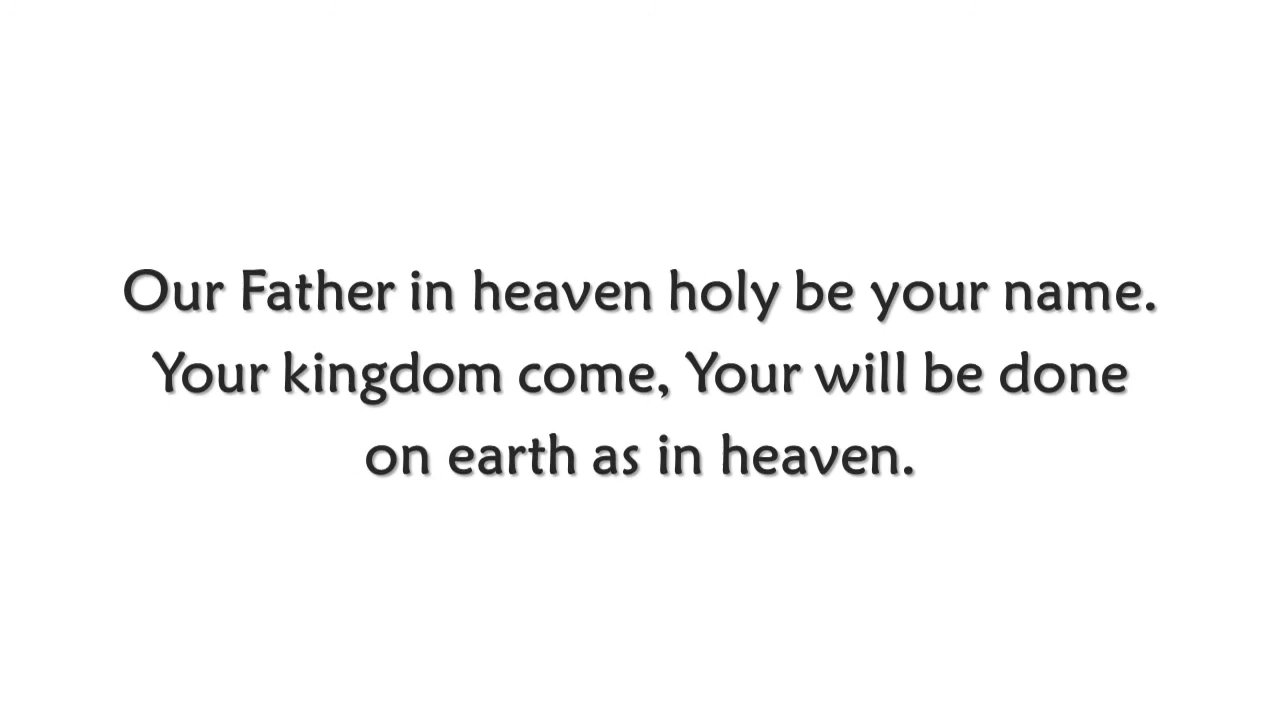 Our Father in heaven holy be your name.
Your kingdom come, Your will be done
on earth as in heaven.